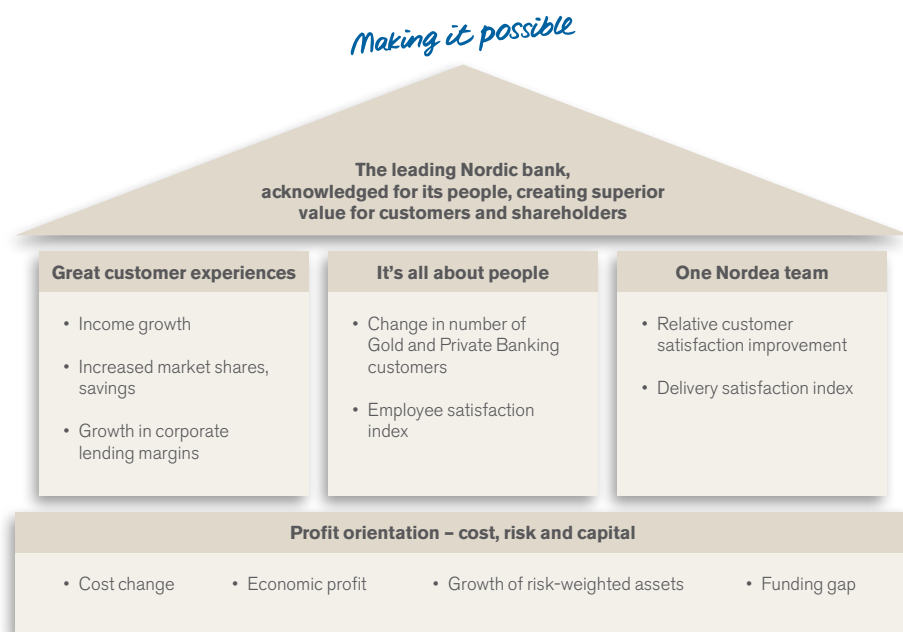 Making it possible
The leading Nordic bank,
acknowledged for its people, creating superior
value for customers and shareholders
Great customer experiences
• Income growth
• Increased market shares,
savings
• Growth in corporate
lending margins
It’s all about people
• Change in number of
Gold and Private Banking
customers
• Employee satisfaction
index
One Nordea team
• Relative customer
satisfaction improvement
• Delivery satisfaction index
Profit orientation – cost, risk and capital
• Cost change
• Economic profit
• Growth of risk-weighted assets
• Funding gap